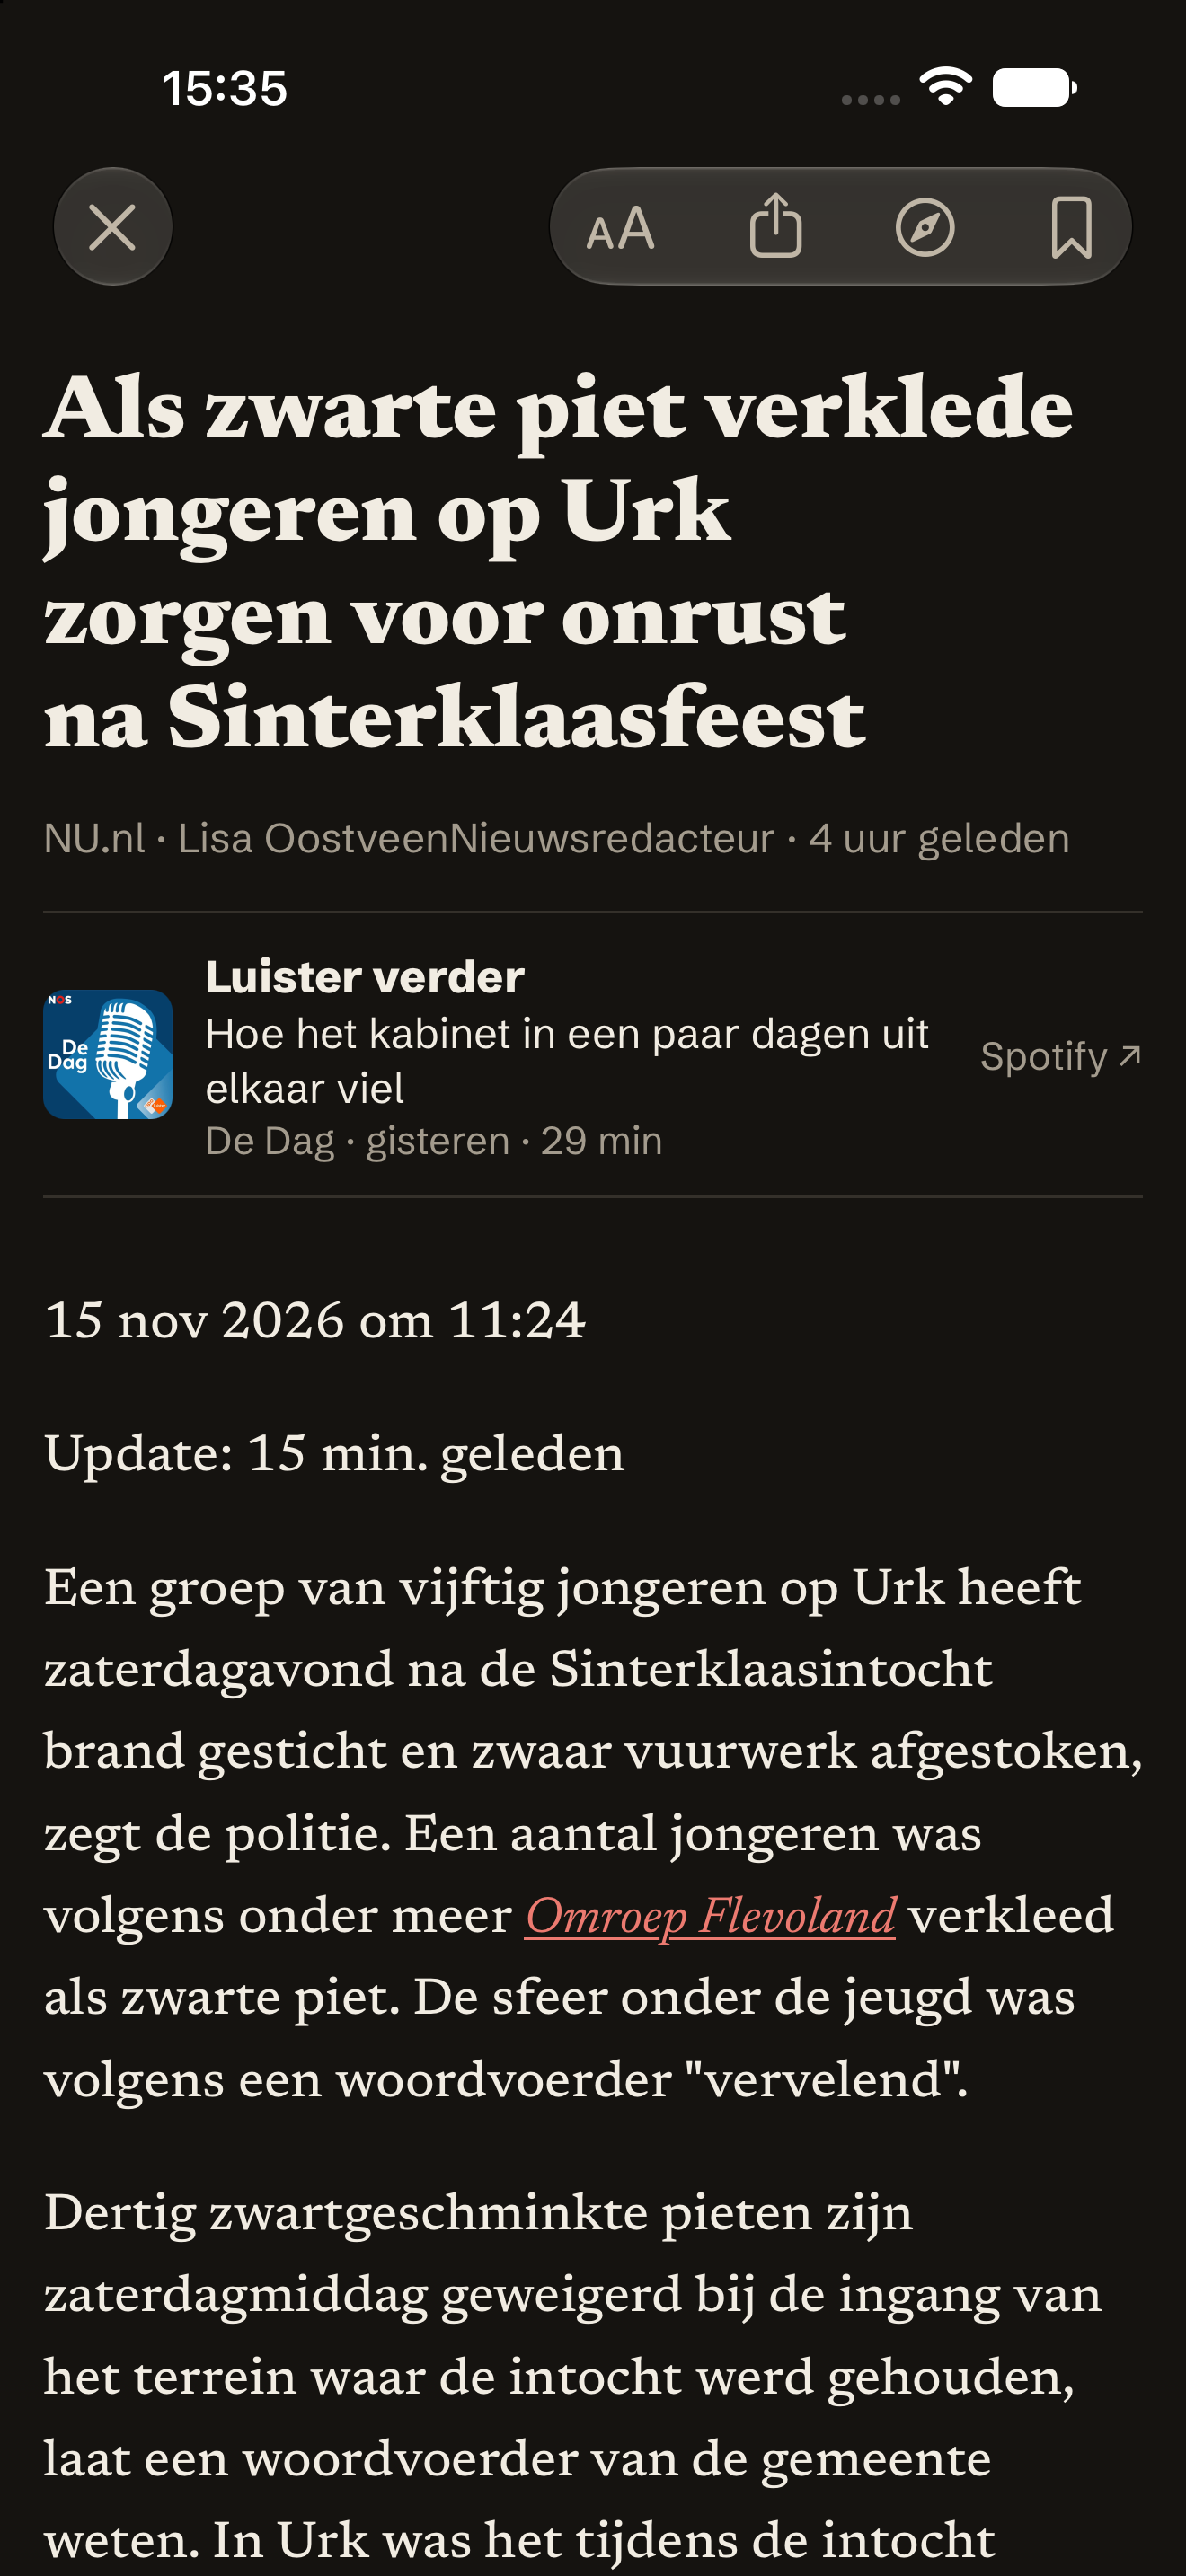 15:35
AA
Als zwarte piet verklede
jongeren op Urk
zorgen voor onrust
na Sinterklaasfeest
NU.nl · Lisa OostveenNieuwsredacteur · 4 uur geleden
NOS
De
Dag
Luister verder
Hoe het kabinet in een paar dagen uit
elkaar viel
De Dag · gisteren · 29 min
Spotify ↗
15 nov 2026 om 11:24
Update: 15 min. geleden
Een groep van vijftig jongeren op Urk heeft
zaterdagavond na de Sinterklaasintocht
brand gesticht en zwaar vuurwerk afgestoken,
zegt de politie. Een aantal jongeren was
volgens onder meer Omroep Flevoland verkleed
als zwarte piet. De sfeer onder de jeugd was
volgens een woordvoerder "vervelend".
Dertig zwartgeschminkte pieten zijn
zaterdagmiddag geweigerd bij de ingang van
het terrein waar de intocht werd gehouden,
laat een woordvoerder van de gemeente
weten. In Urk was het tijdens de intocht